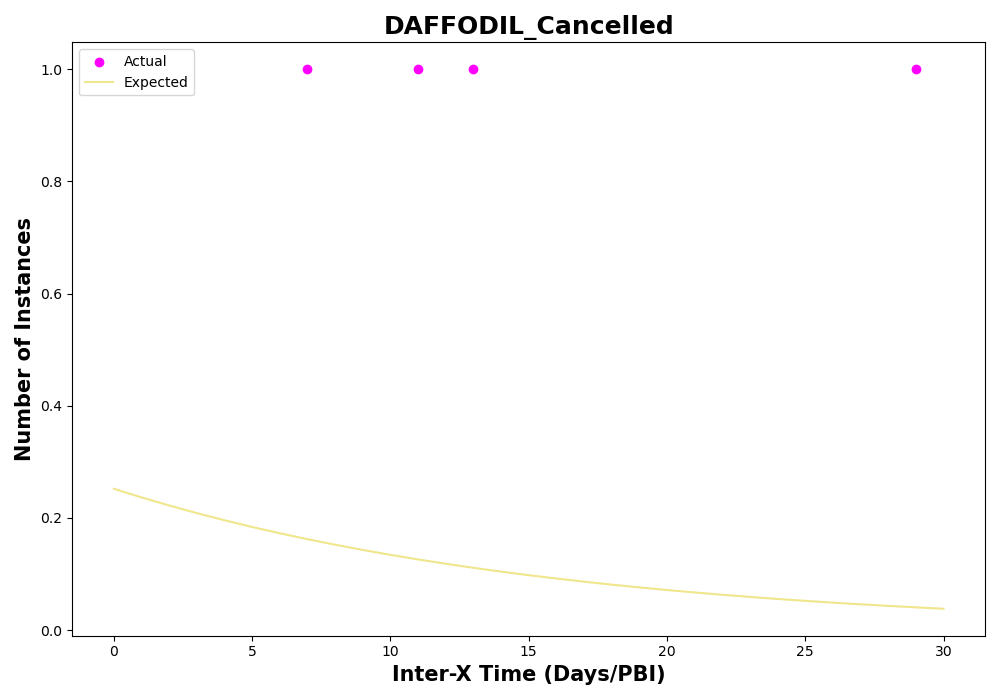 DAFFODIL_Cancelled
Actual
Expected
Number of Instances
1.0
0.8
0.6
0.4
0.2
0.0
0 5 10 15 20 25 30
Inter-X Time (Days/PBI)